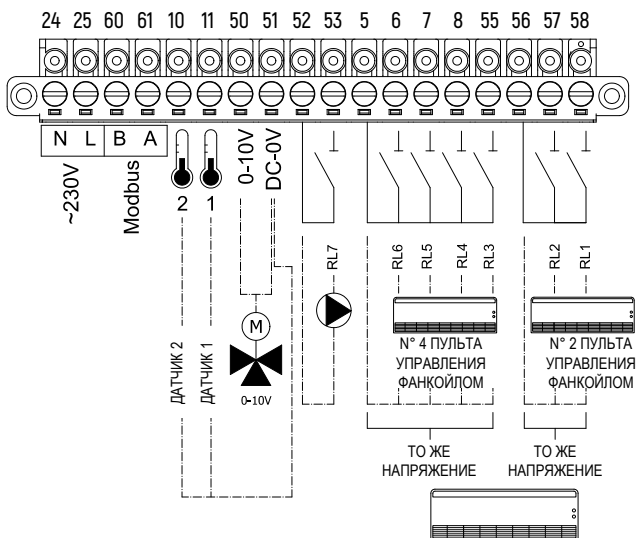 24 25 60 61 10 11 50 51 52 53 5 6 7 8 55 56 57 58
N L B A
~230V
Modbus
2 1
0-10V
DC-0V
RL7
RL6
RL5
RL4
RL3
RL2
RL1
M
0-10V
ДАТЧИК 2
ДАТЧИК 1
N° 4 ПУЛЬТА
УПРАВЛЕНИЯ
ФАНКОЙЛОМ
N° 2 ПУЛЬТА
УПРАВЛЕНИЯ
ФАНКОЙЛОМ
ТО ЖЕ
НАПРЯЖЕНИЕ
ТО ЖЕ
НАПРЯЖЕНИЕ